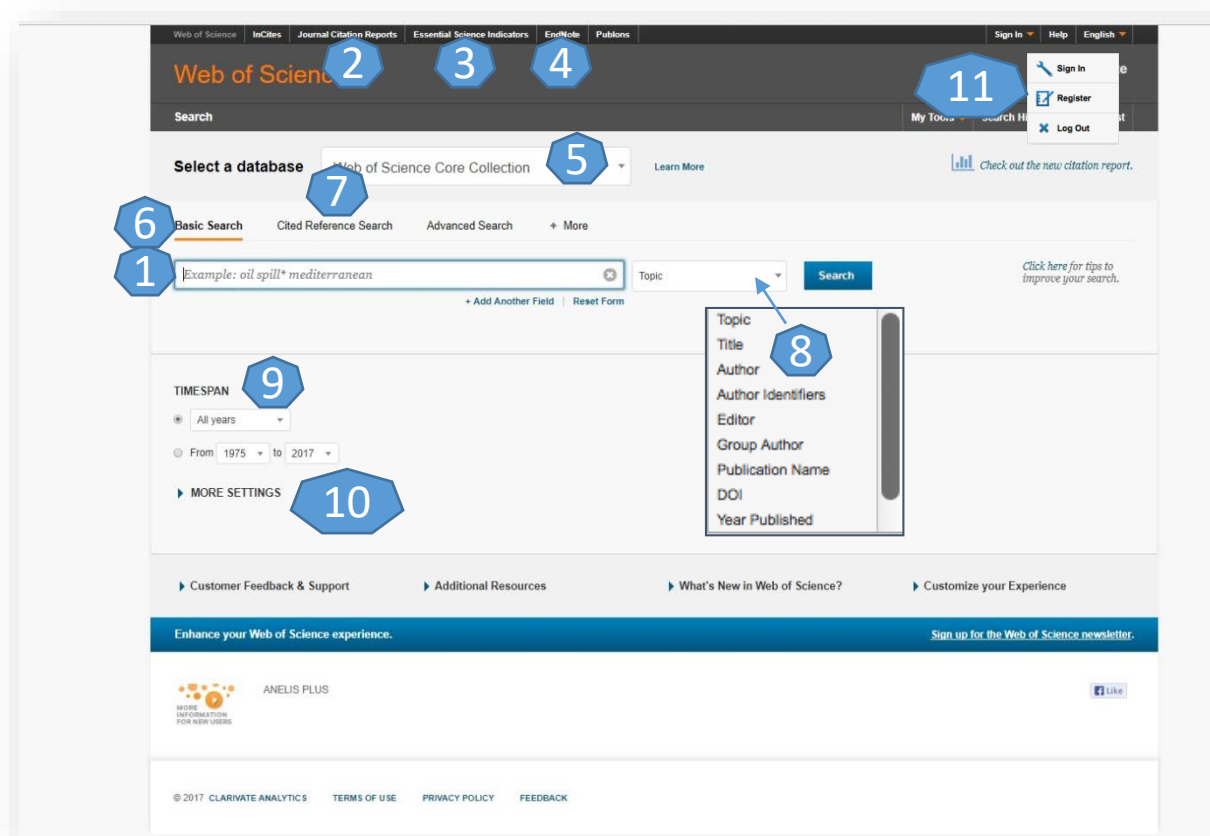 Web of Science InCites Journal Citation Reports Essential Science Indicators EndNote Publons Sign In Help English
2 3 4
Web of Scienc
11
Sign In
Register
Log Out
e
Search My Tools Search Hi st
Select a database Web of Science Core Collection 5 Learn More Check out the new citation report.
7
6 Basic Search Cited Reference Search Advanced Search + More
1 Example: oil spill* mediterranean Topic Search
Click here for tips to
improve your search.
+ Add Another Field | Reset Form
8
Topic
Title
Author
Author Identifiers
Editor
Group Author
Publication Name
DOI
Year Published
TIMESPAN 9
All years
From 1975 to 2017
MORE SETTINGS 10
Customer Feedback & Support Additional Resources What's New in Web of Science? Customize your Experience
Enhance your Web of Science experience. Sign up for the Web of Science newsletter.
MORE
INFORMATION
FOR NEW USERS
ANELIS PLUS
Like
© 2017 CLARIVATE ANALYTICS TERMS OF USE PRIVACY POLICY FEEDBACK